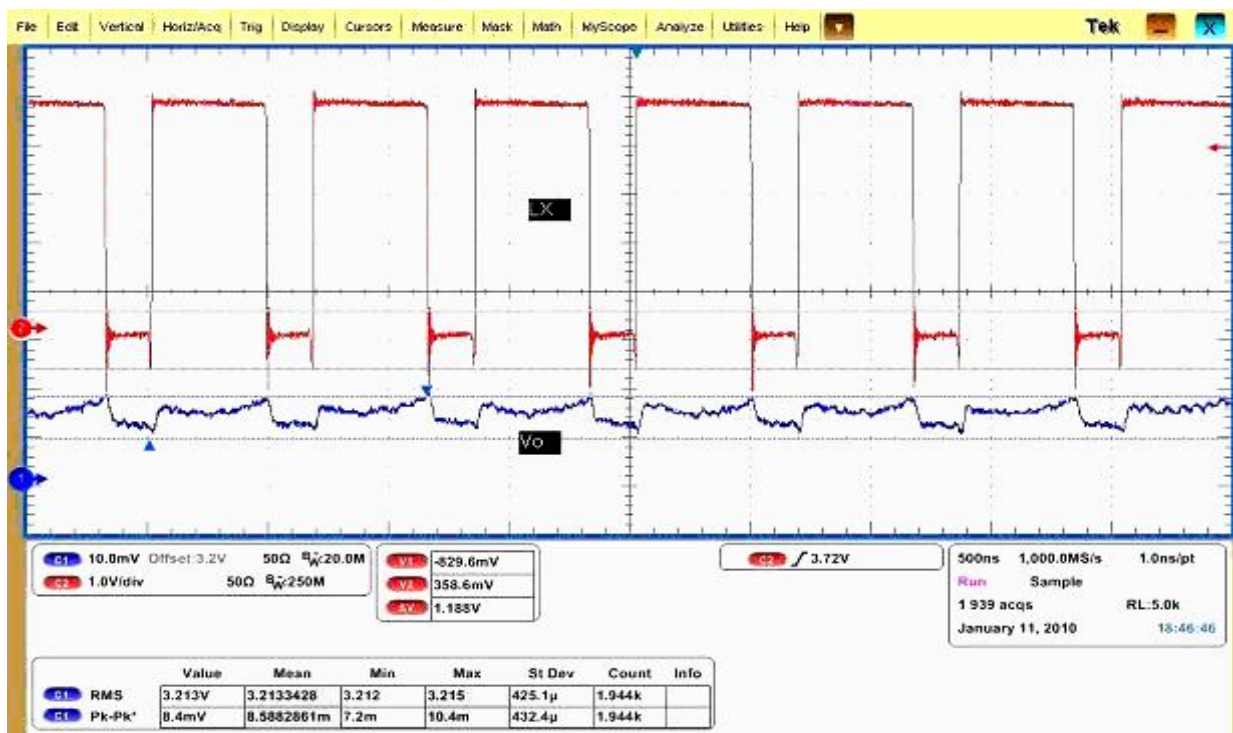 File Edit Vertical Horiz/Acq Trig Display Cursors Measure Mask Math MyScope Analyze Utilities Help Tek X
LX
2
Vo
1
C1 10.0mV Offset:3.2V 50Ω BW:20.0M
C2 1.0V/div 50Ω BW:250M
V1 -829.6mV
V2 358.6mV
ΔV 1.188V
C2 / 3.72V
500ns 1,000.0MS/s 1.0ns/pt
Run Sample
1 939 acqs RL:5.0k
January 11, 2010 18:46:46
Value Mean Min Max St Dev Count Info
C1 RMS 3.213V 3.2133428 3.212 3.215 425.1µ 1.944k
C1 Pk-Pk* 8.4mV 8.5882861m 7.2m 10.4m 432.4µ 1.944k